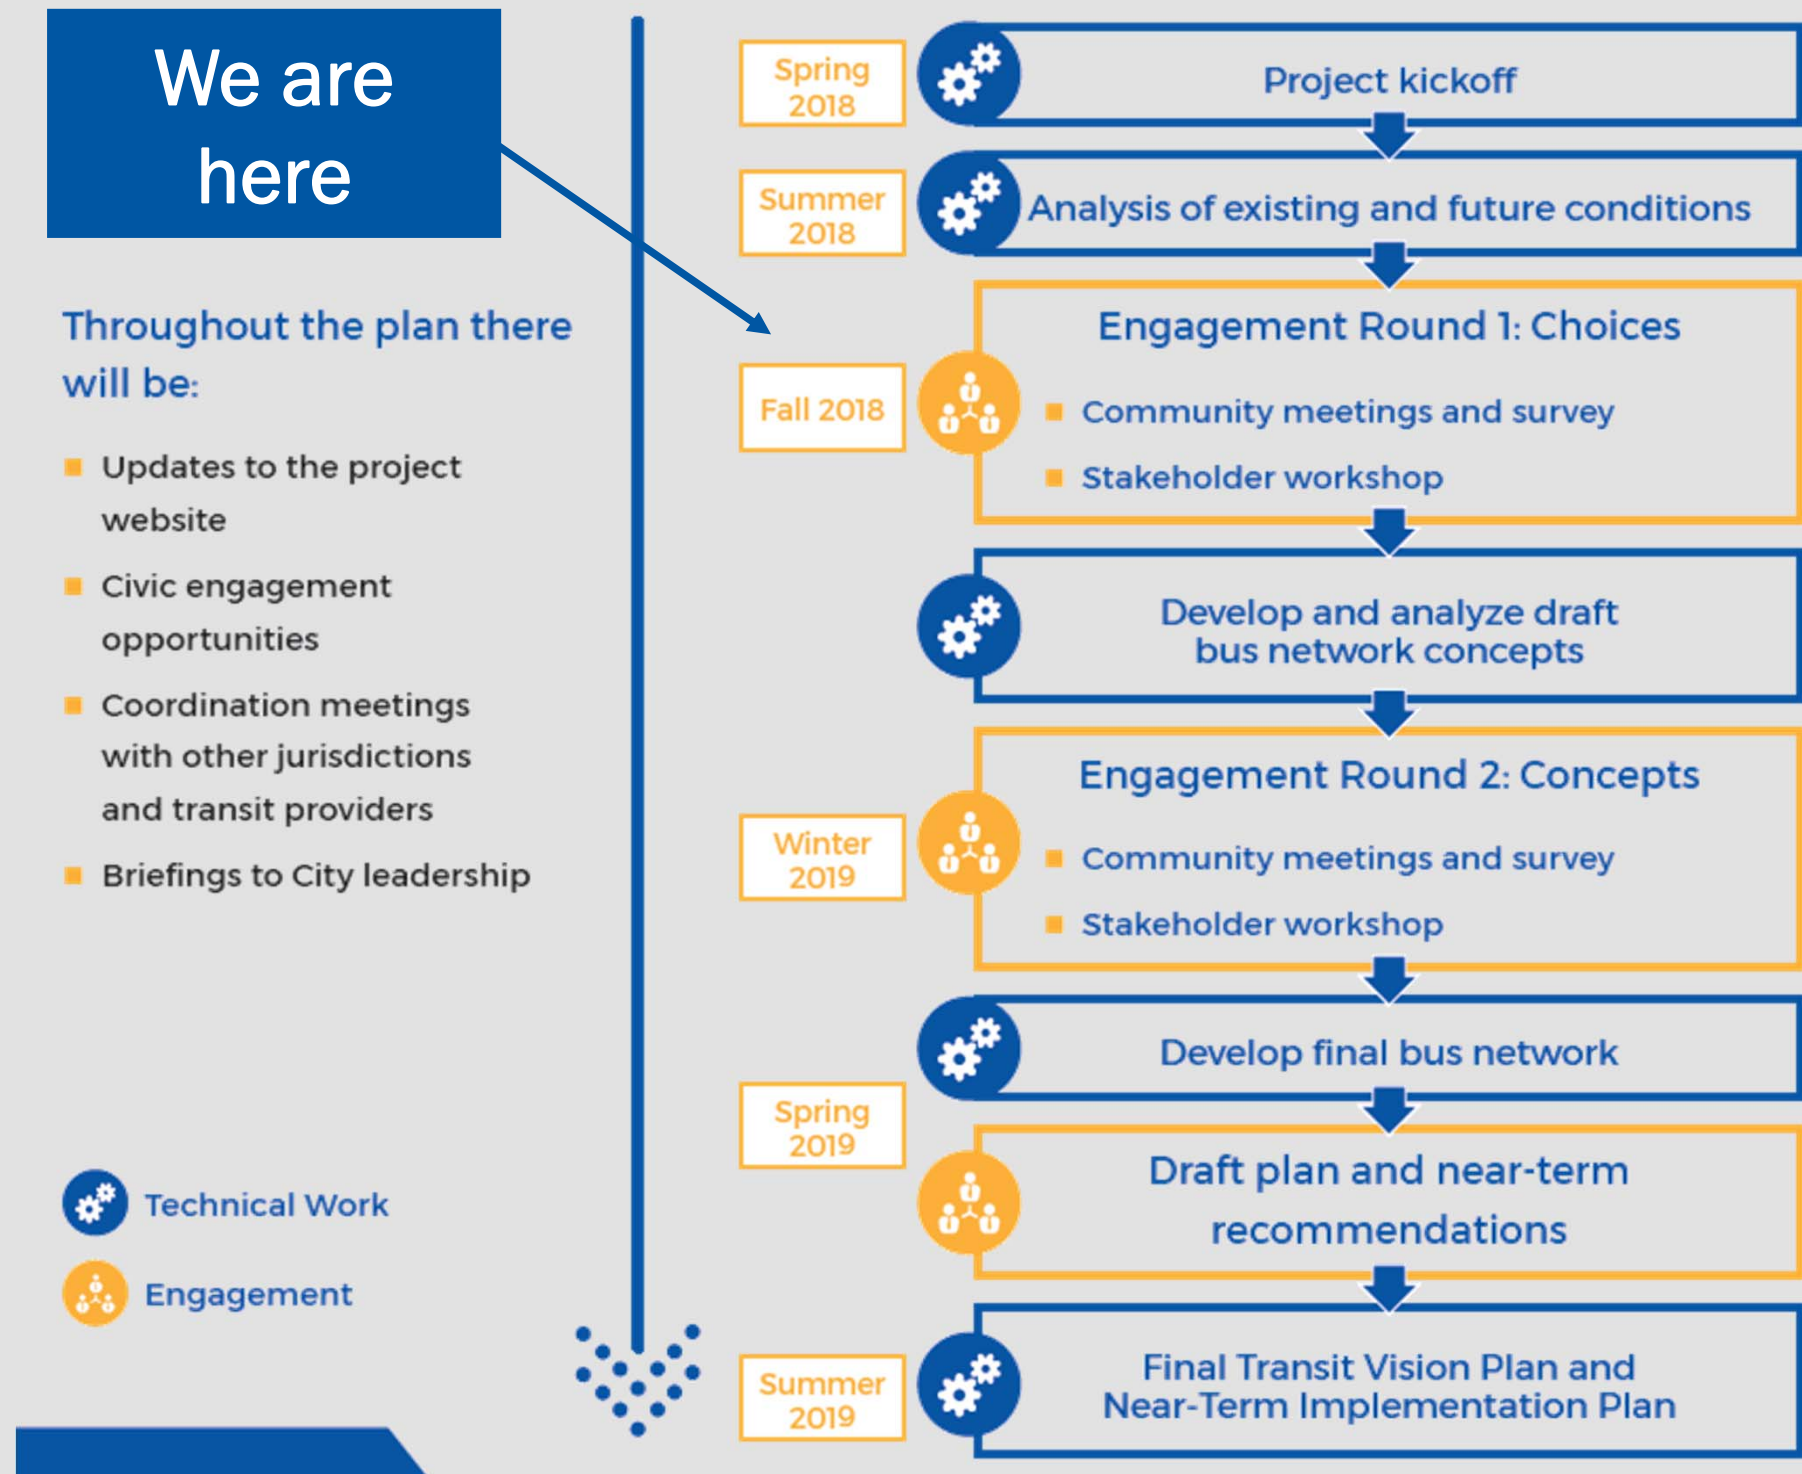 We are
here
Throughout the plan there
will be:
Updates to the project
website
Civic engagement
opportunities
Coordination meetings
with other jurisdictions
and transit providers
Briefings to City leadership
Technical Work
Engagement
Spring
2018
Project kickoff
Summer
2018
Analysis of existing and future conditions
Fall 2018
Engagement Round 1: Choices
Community meetings and survey
Stakeholder workshop
Develop and analyze draft
bus network concepts
Winter
2019
Engagement Round 2: Concepts
Community meetings and survey
Stakeholder workshop
Spring
2019
Develop final bus network
Draft plan and near-term
recommendations
Summer
2019
Final Transit Vision Plan and
Near-Term Implementation Plan